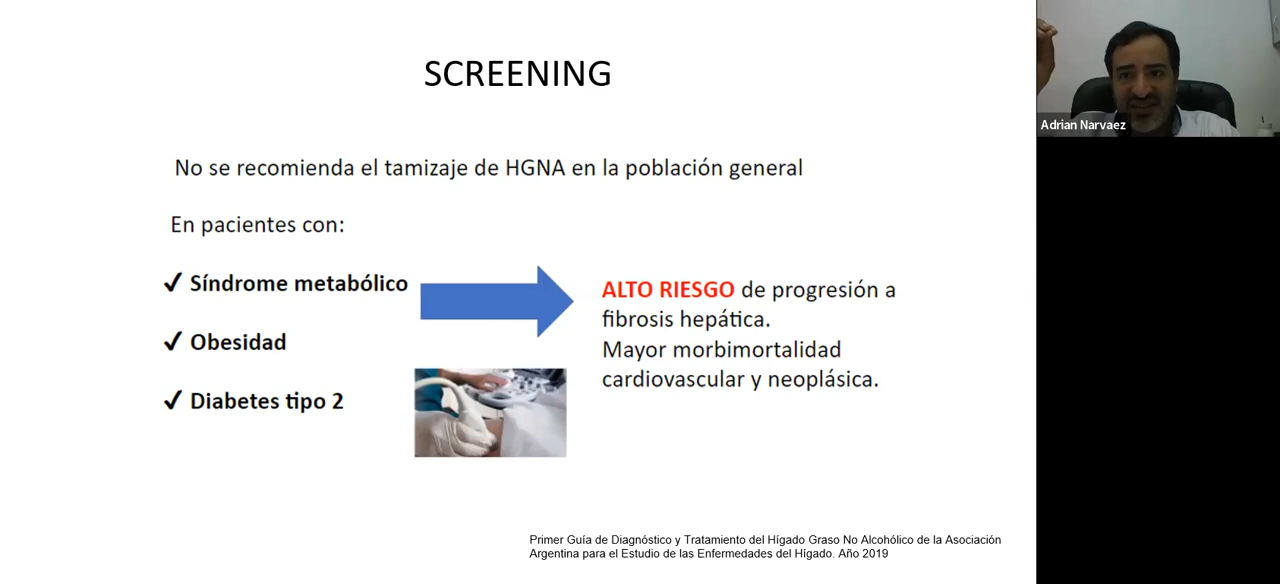 SCREENING
No se recomienda el tamizaje de HGNA en la población general
En pacientes con:
✓ Síndrome metabólico
✓ Obesidad
✓ Diabetes tipo 2
ALTO RIESGO de progresión a
fibrosis hepática.
Mayor morbimortalidad
cardiovascular y neoplásica.
Primer Guía de Diagnóstico y Tratamiento del Hígado Graso No Alcohólico de la Asociación
Argentina para el Estudio de las Enfermedades del Hígado. Año 2019
Adrian Narvaez